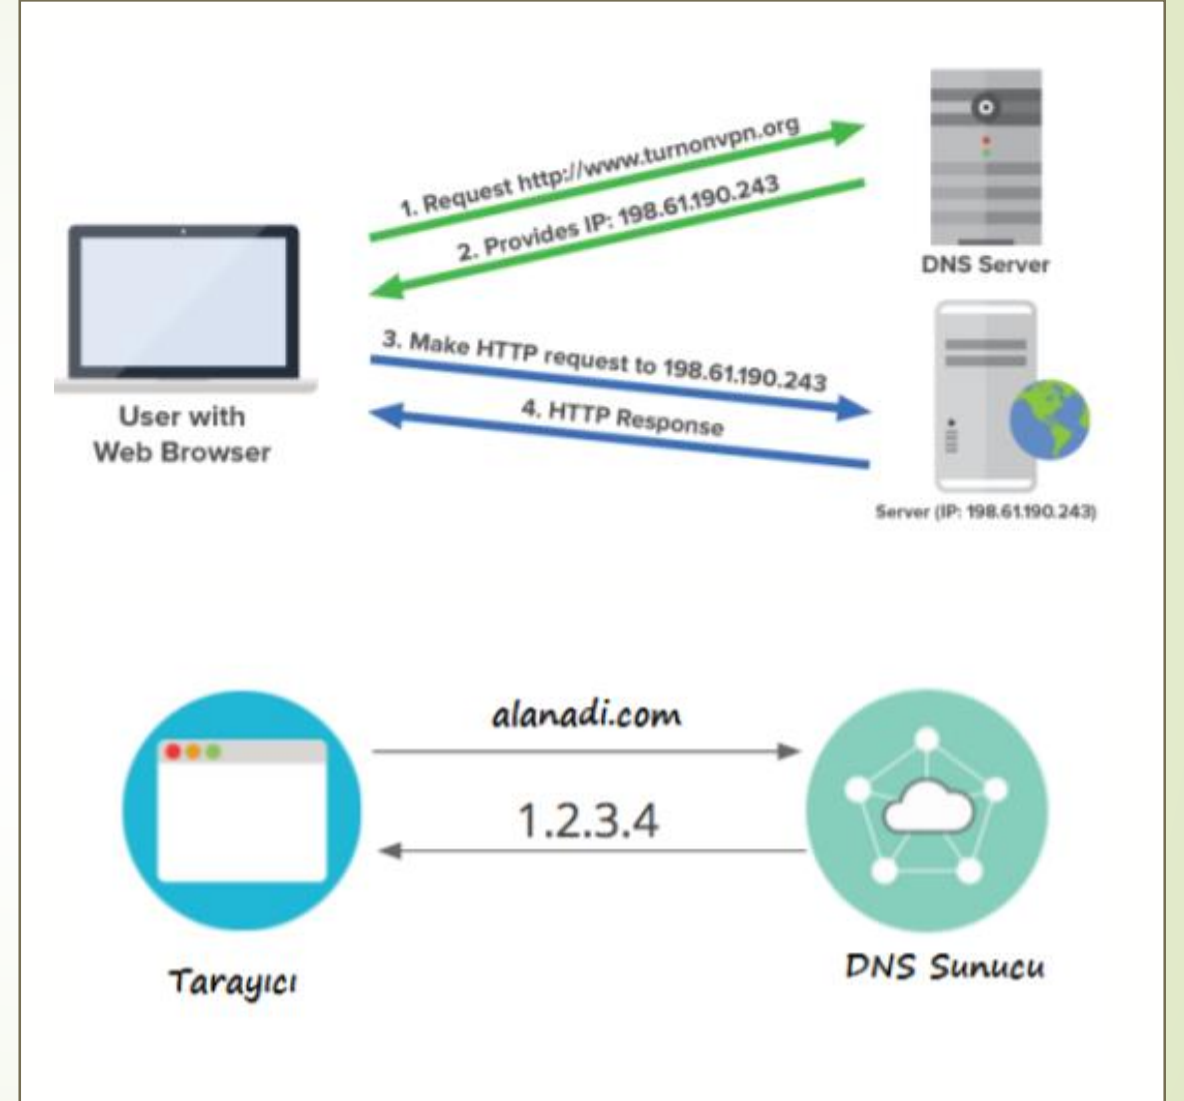 1. Request http://www.turnonvpn.org
2. Provides IP: 198.61.190.243
DNS Server
3. Make HTTP request to 198.61.190.243
4. HTTP Response
User with
Web Browser
Server (IP: 198.61.190.243)
alanadi.com
1.2.3.4
Tarayıcı
DNS Sunucu